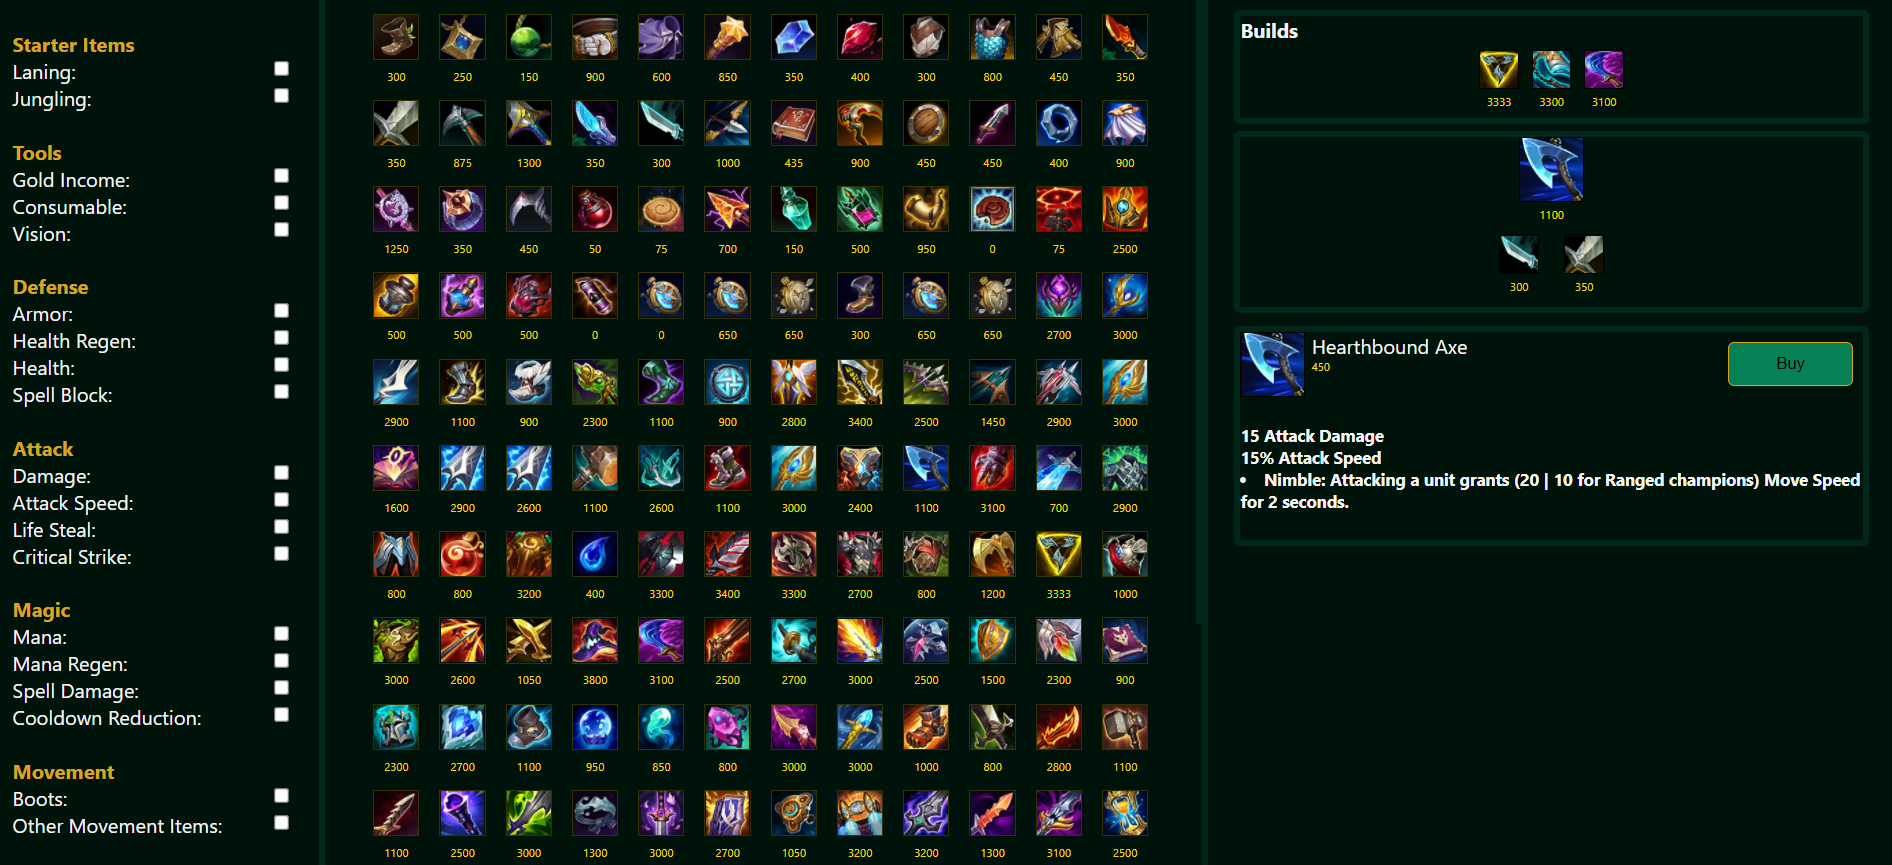 Starter Items
Laning:
Jungling:
Tools
Gold Income:
Consumable:
Vision:
Defense
Armor:
Health Regen:
Health:
Spell Block:
Attack
Damage:
Attack Speed:
Life Steal:
Critical Strike:
Magic
Mana:
Mana Regen:
Spell Damage:
Cooldown Reduction:
Movement
Boots:
Other Movement Items:
300 250 150 900 600 850 350 400 300 800 450 350
350 875 1300 350 300 1000 435 900 450 450 400 900
1250 350 450 50 75 700 150 500 950 0 75 2500
500 500 500 0 0 650 650 300 650 650 2700 3000
2900 1100 900 2300 1100 900 2800 3400 2500 1450 2900 3000
1600 2900 2600 1100 2600 1100 3000 2400 1100 3100 700 2900
800 800 3200 400 3300 3400 3300 2700 800 1200 3333 1000
3000 2600 1050 3800 3100 2500 2700 3000 2500 1500 2300 900
2300 2700 1100 950 850 800 3000 3000 1000 800 2800 1100
1100 2500 3000 1300 3000 2700 1050 3200 3200 1300 3100 2500
Builds
3333 3300 3100
1100
300 350
Hearthbound Axe
450
Buy
15 Attack Damage
15% Attack Speed
• Nimble: Attacking a unit grants (20 | 10 for Ranged champions) Move Speed
for 2 seconds.